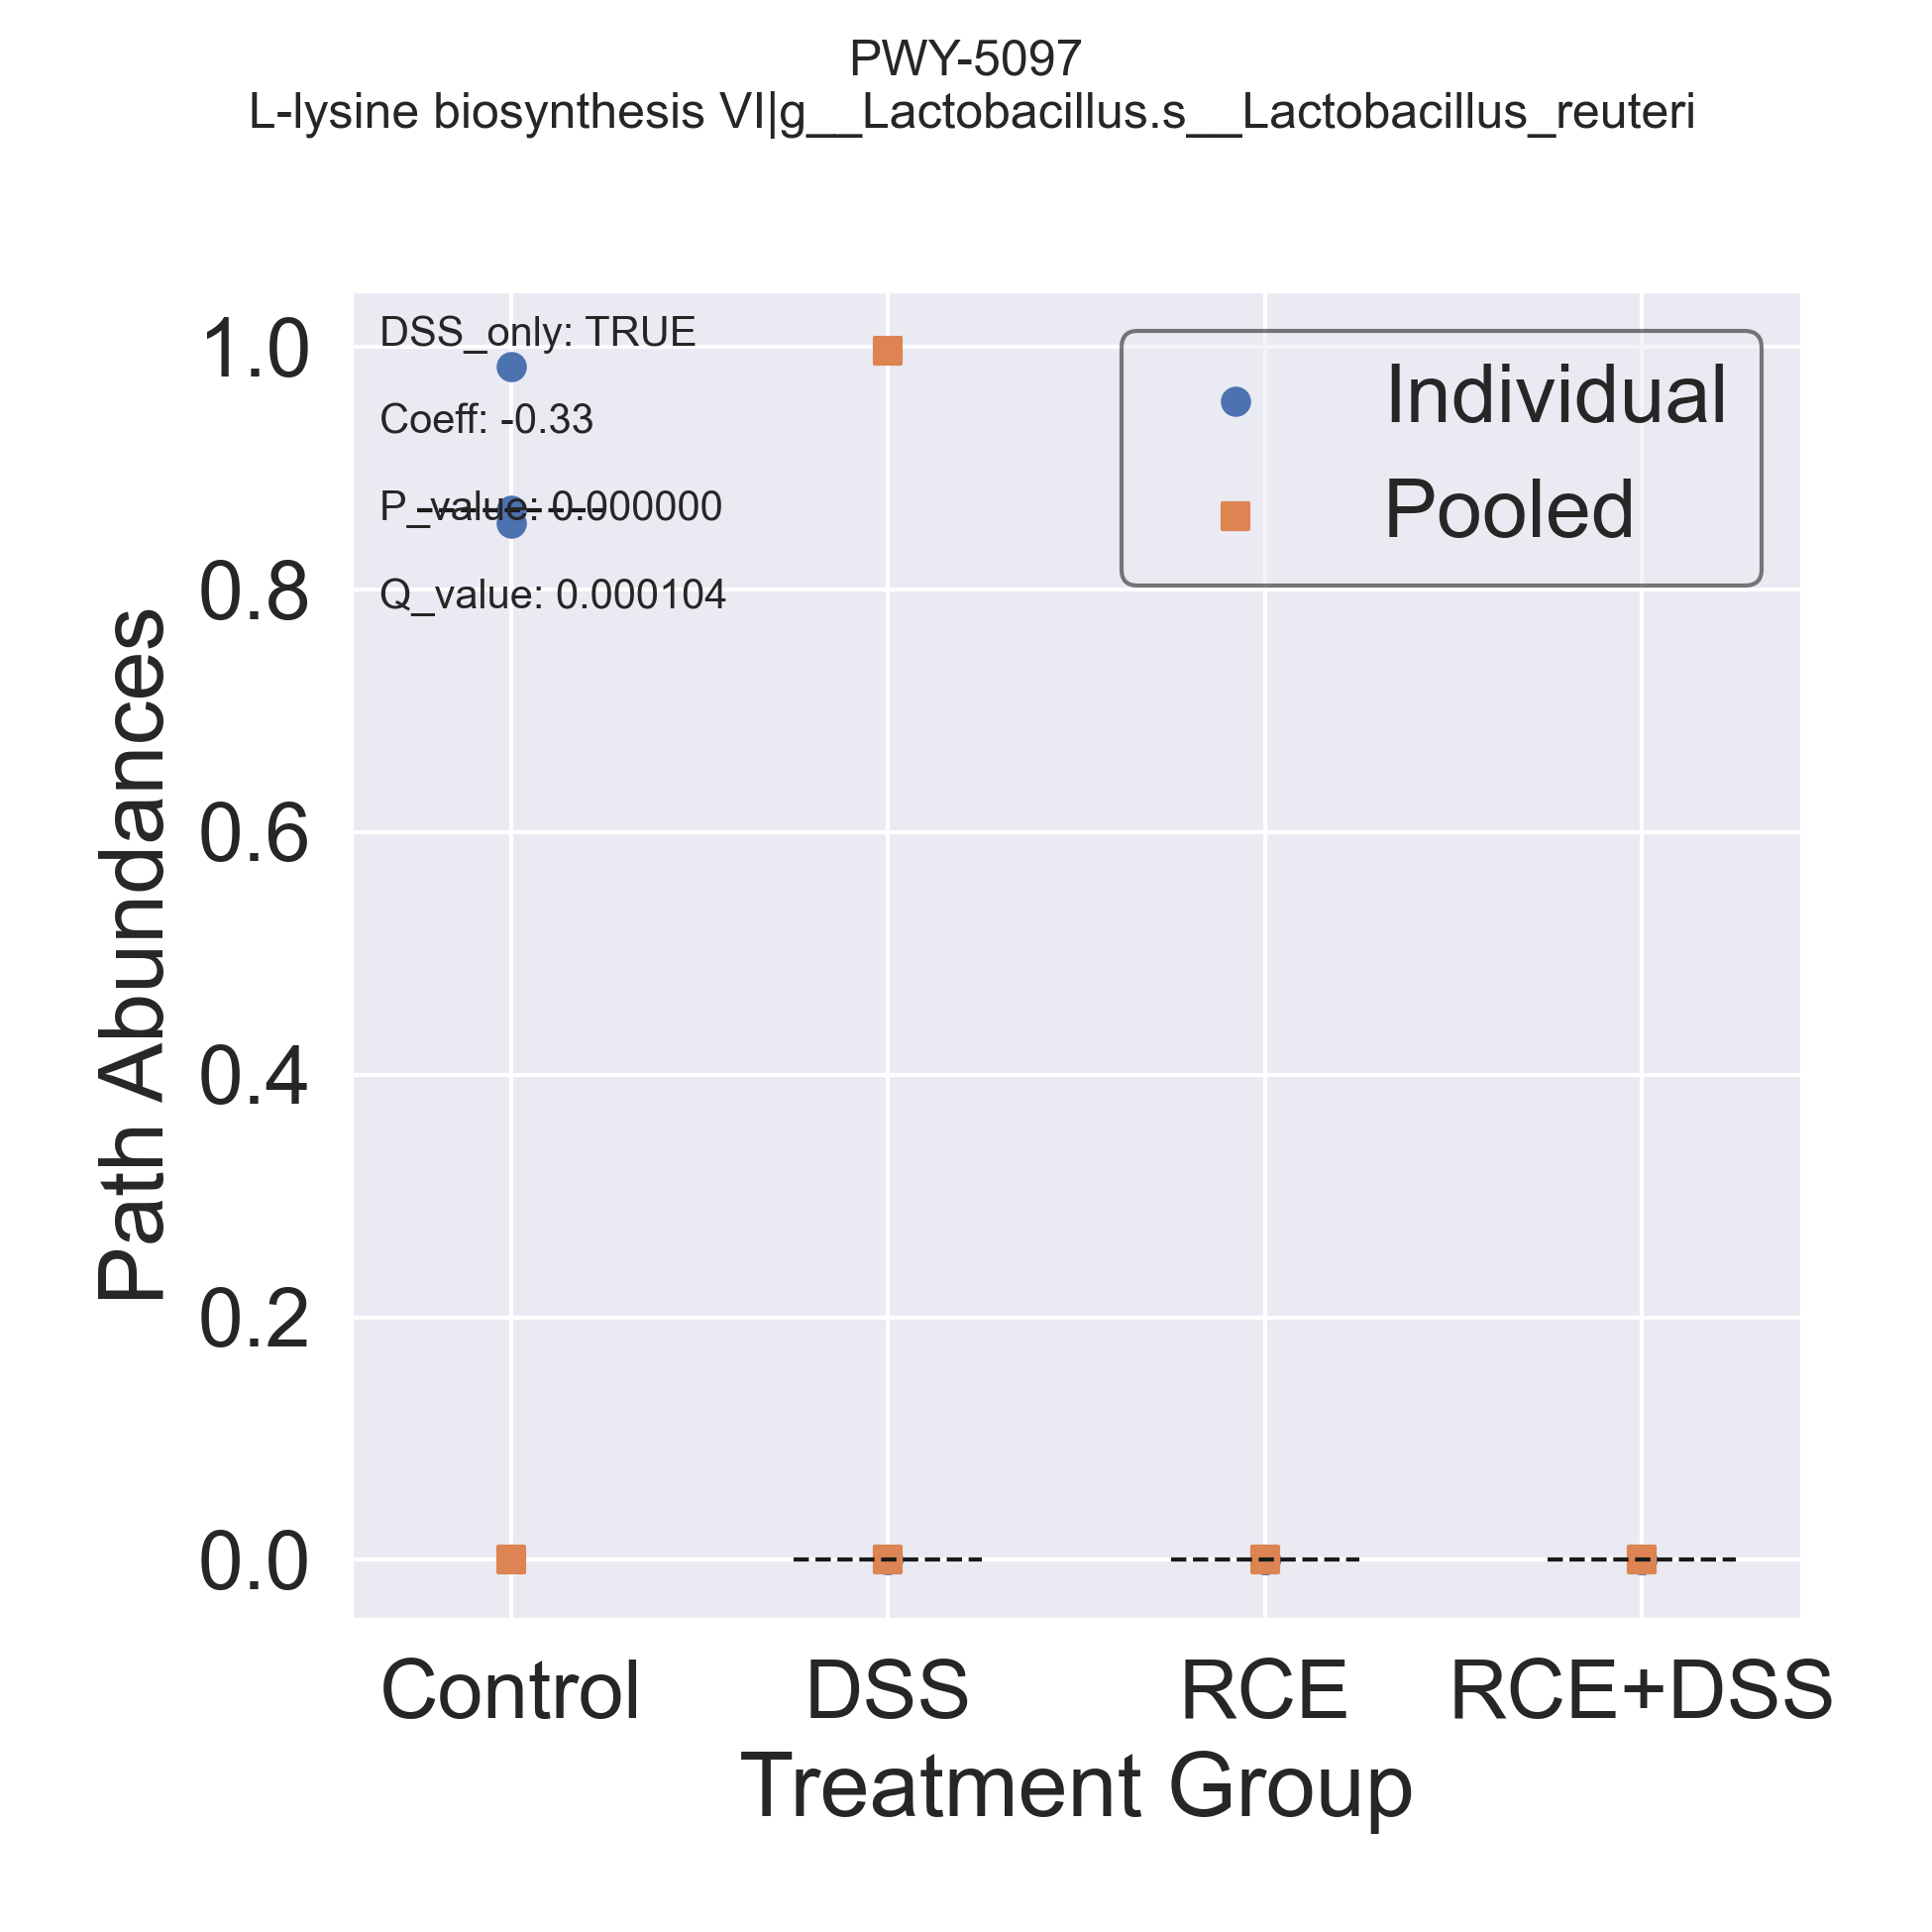 PWY-5097
L-lysine biosynthesis VI|g__Lactobacillus.s__Lactobacillus_reuteri
DSS_only: TRUE
Coeff: -0.33
P_value: 0.000000
Q_value: 0.000104
Individual
Pooled
1.0
0.8
0.6
0.4
0.2
0.0
Path Abundances
Control
DSS
RCE
RCE+DSS
Treatment Group